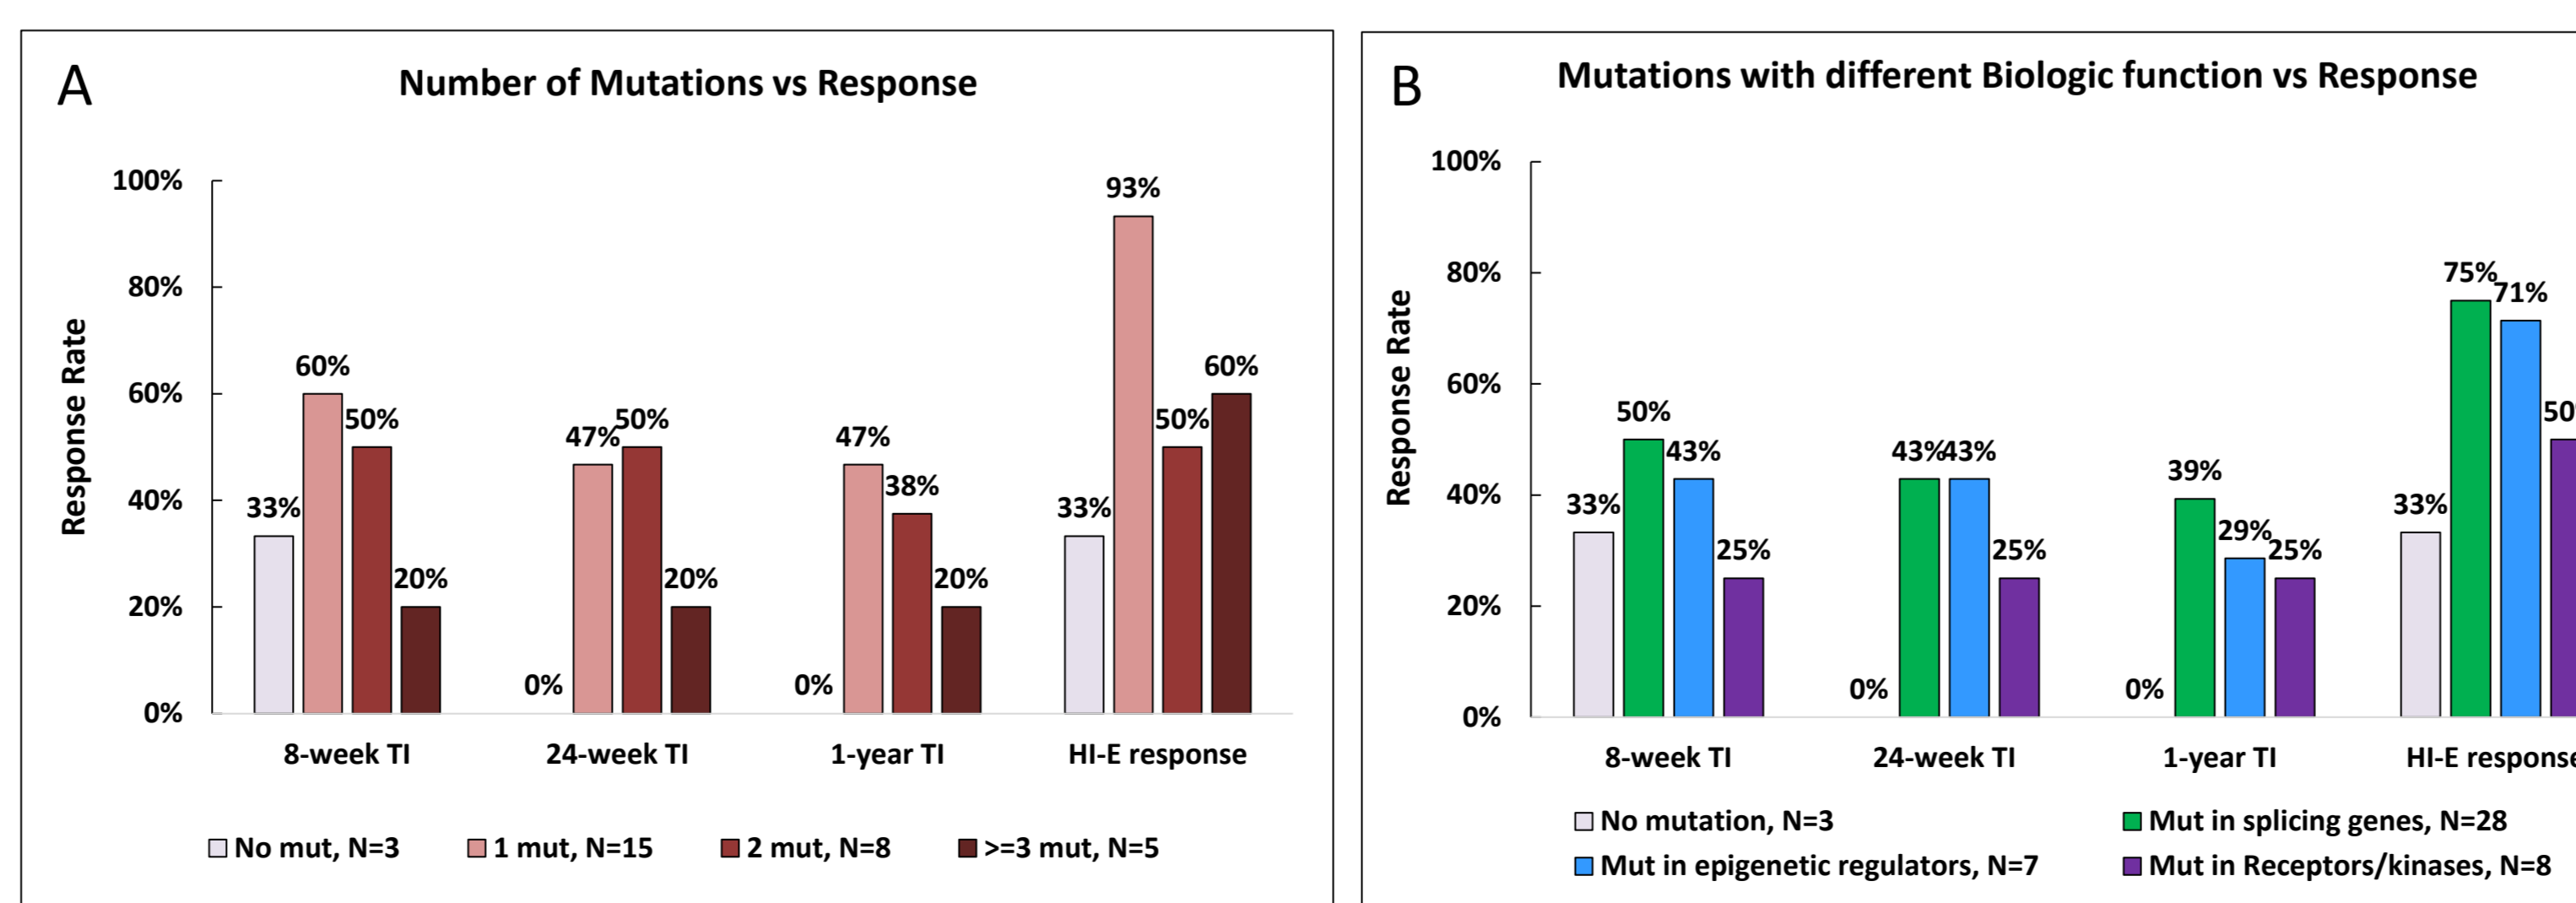 A
Number of Mutations vs Response
Response Rate
100%
80%
60%
40%
20%
0%
33%
60%
50%
20%
0%
47%
50%
20%
0%
47%
38%
20%
33%
93%
50%
60%
8-week TI
24-week TI
1-year TI
HI-E response
No mut, N=3
1 mut, N=15
2 mut, N=8
>=3 mut, N=5
B
Mutations with different Biologic function vs Response
Response Rate
100%
80%
60%
40%
20%
0%
33%
50%
43%
25%
0%
43%
43%
25%
0%
39%
29%
25%
33%
75%
71%
50
8-week TI
24-week TI
1-year TI
HI-E response
No mutation, N=3
Mut in splicing genes, N=28
Mut in epigenetic regulators, N=7
Mut in Receptors/kinases, N=8